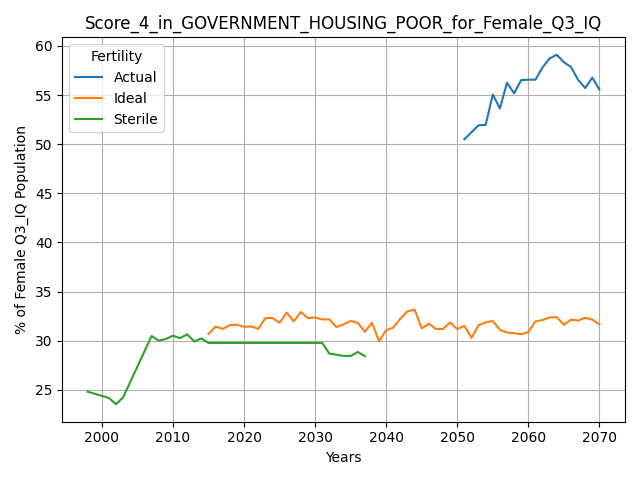 Score_4_in_GOVERNMENT_HOUSING_POOR_for_Female_Q3_IQ
Fertility
Actual
Ideal
Sterile
% of Female Q3_IQ Population
60
55
50
45
40
35
30
25
2000 2010 2020 2030 2040 2050 2060 2070
Years